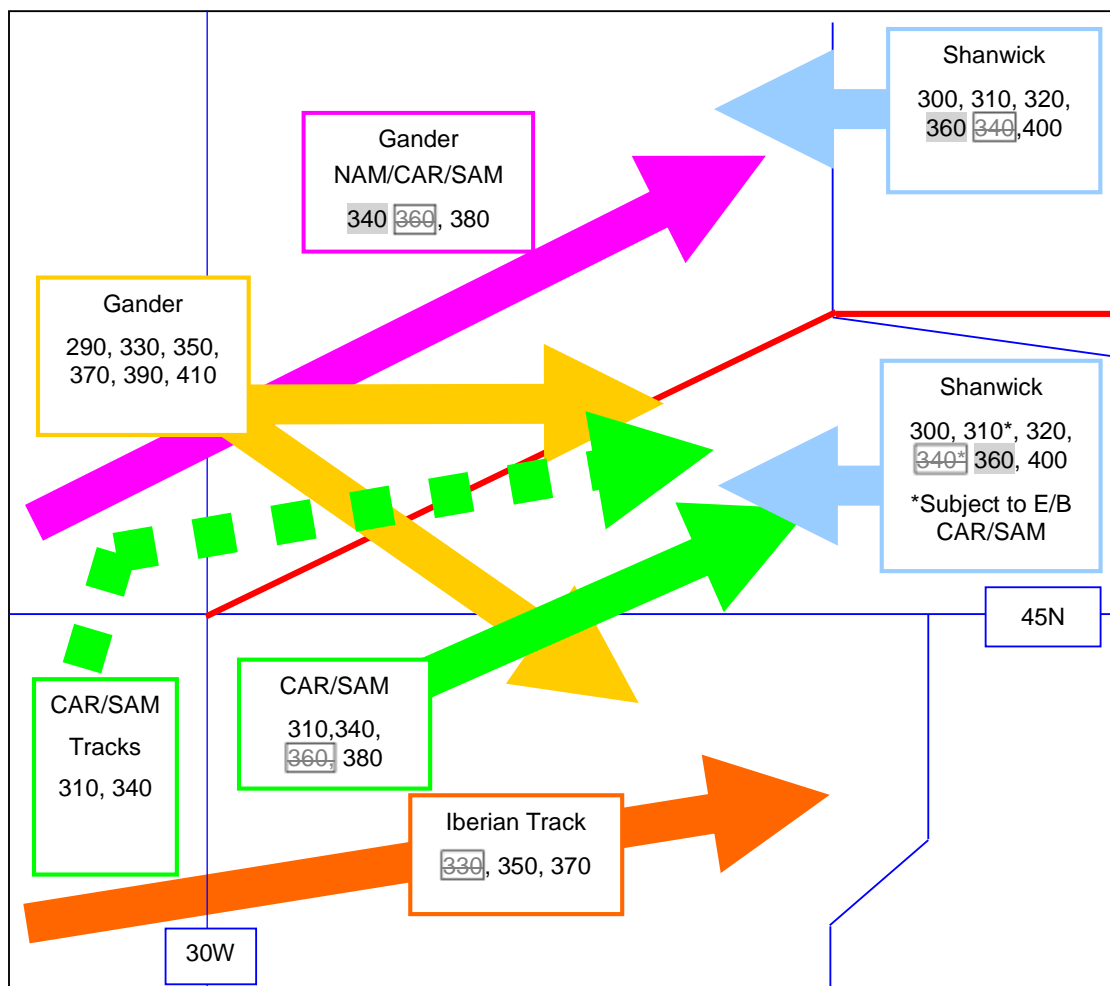 Shanwick
300, 310, 320,
360 340,400
Gander
NAM/CAR/SAM
340 360, 380
Gander
290, 330, 350,
370, 390, 410
Shanwick
300, 310*, 320,
340* 360, 400
*Subject to E/B
CAR/SAM
45N
CAR/SAM
Tracks
310, 340
CAR/SAM
310,340,
360, 380
Iberian Track
330, 350, 370
30W